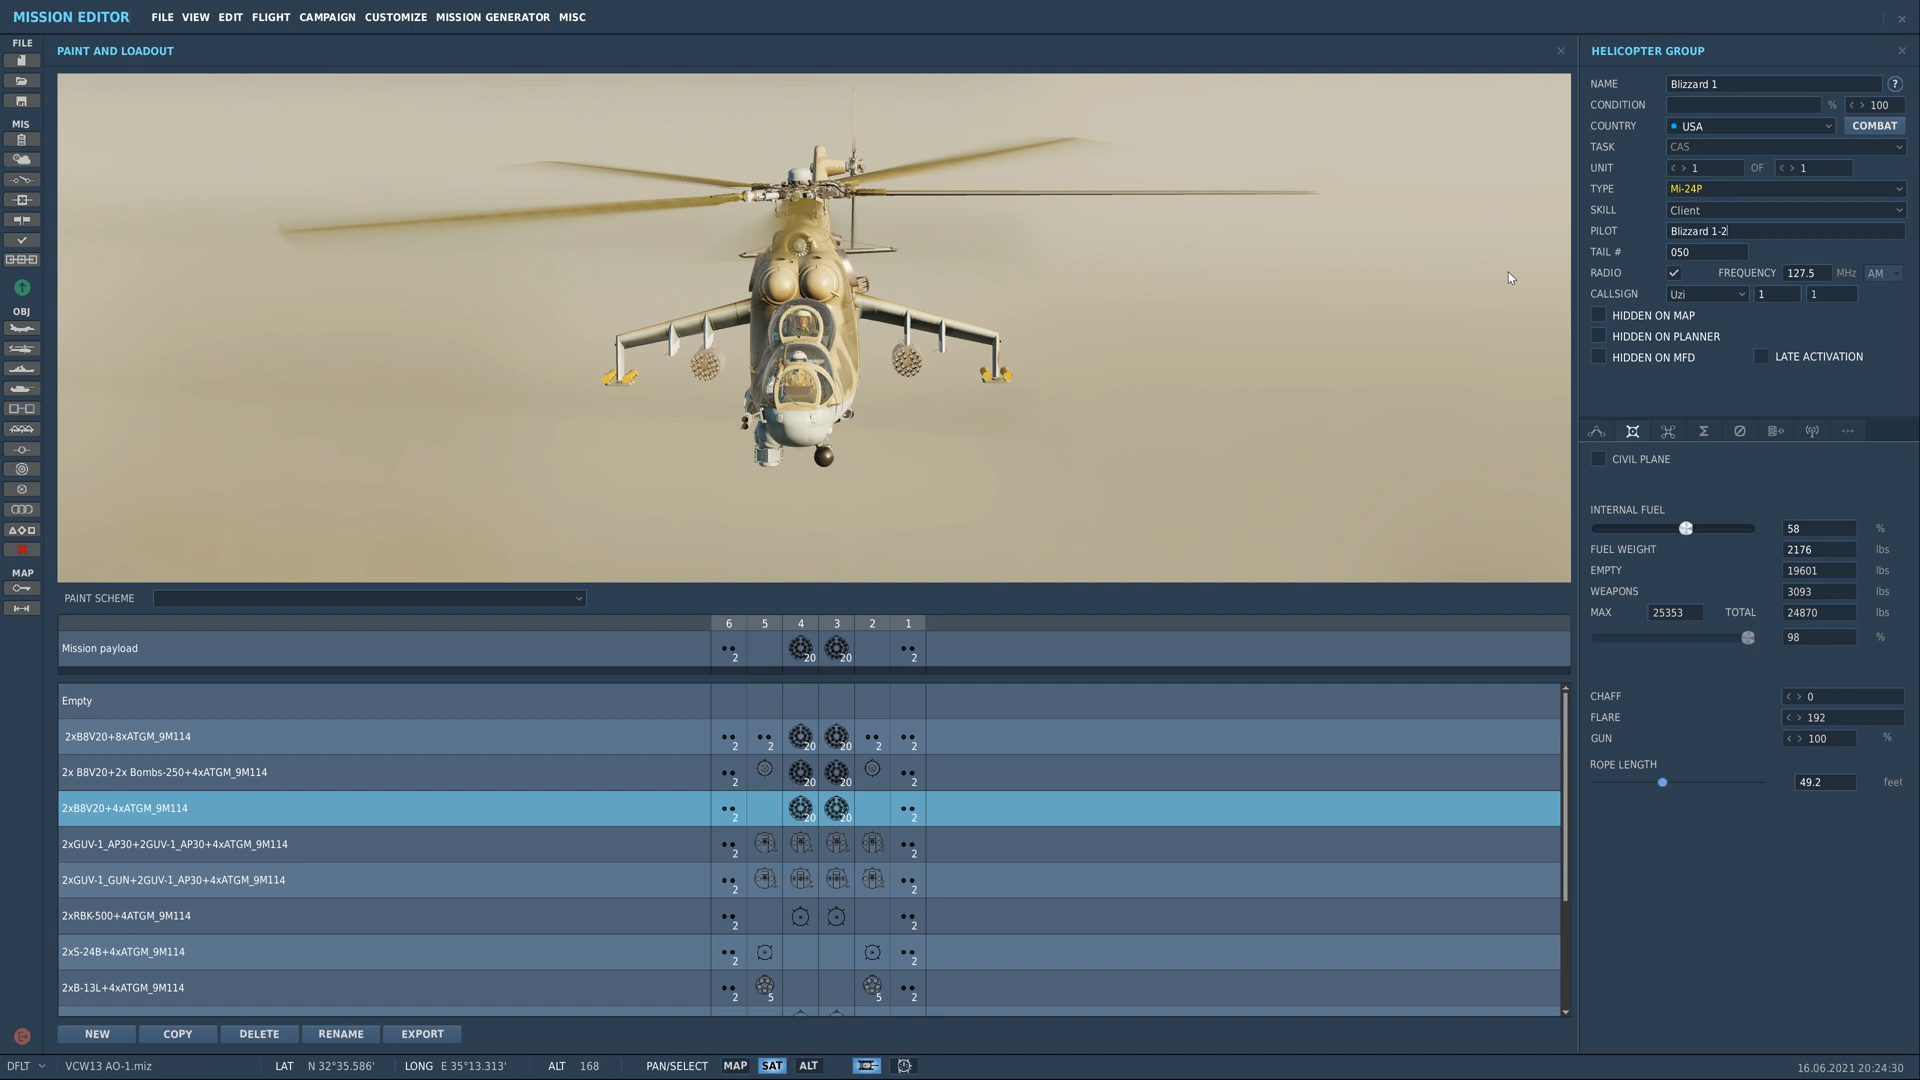 MISSION EDITOR FILE VIEW EDIT FLIGHT CAMPAIGN CUSTOMIZE MISSION GENERATOR MISC
FILE
MIS
OBJ
MAP
PAINT AND LOADOUT
PAINT SCHEME
6 5 4 3 2 1
Mission payload 2 20 20 2
Empty
2xB8V20+8xATGM_9M114 2 2 20 20 2 2
2x B8V20+2x Bombs-250+4xATGM_9M114 2 20 20 2
2xB8V20+4xATGM_9M114 2 20 20 2
2xGUV-1_AP30+2GUV-1_AP30+4xATGM_9M114 2 2
2xGUV-1_GUN+2GUV-1_AP30+4xATGM_9M114 2 2
2xRBK-500+4ATGM_9M114 2 2
2xS-24B+4xATGM_9M114 2 2
2xB-13L+4xATGM_9M114 2 5 5 2
NEW COPY DELETE RENAME EXPORT
HELICOPTER GROUP
NAME Blizzard 1 ?
CONDITION % < > 100
COUNTRY USA COMBAT
TASK CAS
UNIT < > 1 OF < > 1
TYPE Mi-24P
SKILL Client
PILOT Blizzard 1-2
TAIL # 050
RADIO FREQUENCY 127.5 MHz AM
CALLSIGN Uzi 1 1
HIDDEN ON MAP
HIDDEN ON PLANNER
HIDDEN ON MFD LATE ACTIVATION
CIVIL PLANE
INTERNAL FUEL
58 %
FUEL WEIGHT 2176 lbs
EMPTY 19601 lbs
WEAPONS 3093 lbs
MAX 25353 TOTAL 24870 lbs
98 %
CHAFF < > 0
FLARE < > 192
GUN < > 100 %
ROPE LENGTH
49.2 feet
DFLT VCW13 AO-1.miz LAT N 32°35.586' LONG E 35°13.313' ALT 168 PAN/SELECT MAP SAT ALT 16.06.2021 20:24:30